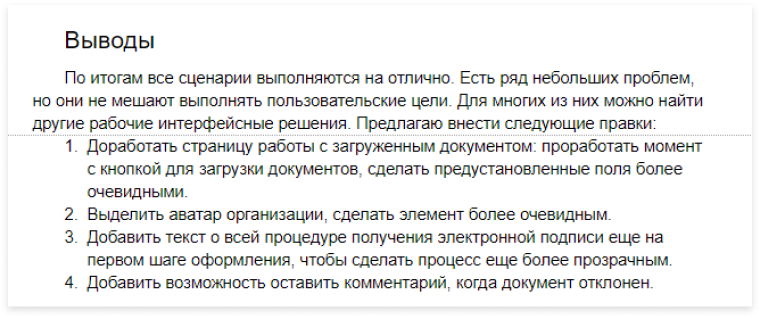 Выводы
По итогам все сценарии выполняются на отлично. Есть ряд небольших проблем,
но они не мешают выполнять пользовательские цели. Для многих из них можно найти
другие рабочие интерфейсные решения. Предлагаю внести следующие правки:
1. Доработать страницу работы с загруженным документом: проработать момент
с кнопкой для загрузки документов, сделать предустановленные поля более
очевидными.
2. Выделить аватар организации, сделать элемент более очевидным.
3. Добавить текст о всей процедуре получения электронной подписи еще на
первом шаге оформления, чтобы сделать процесс еще более прозрачным.
4. Добавить возможность оставить комментарий, когда документ отклонен.